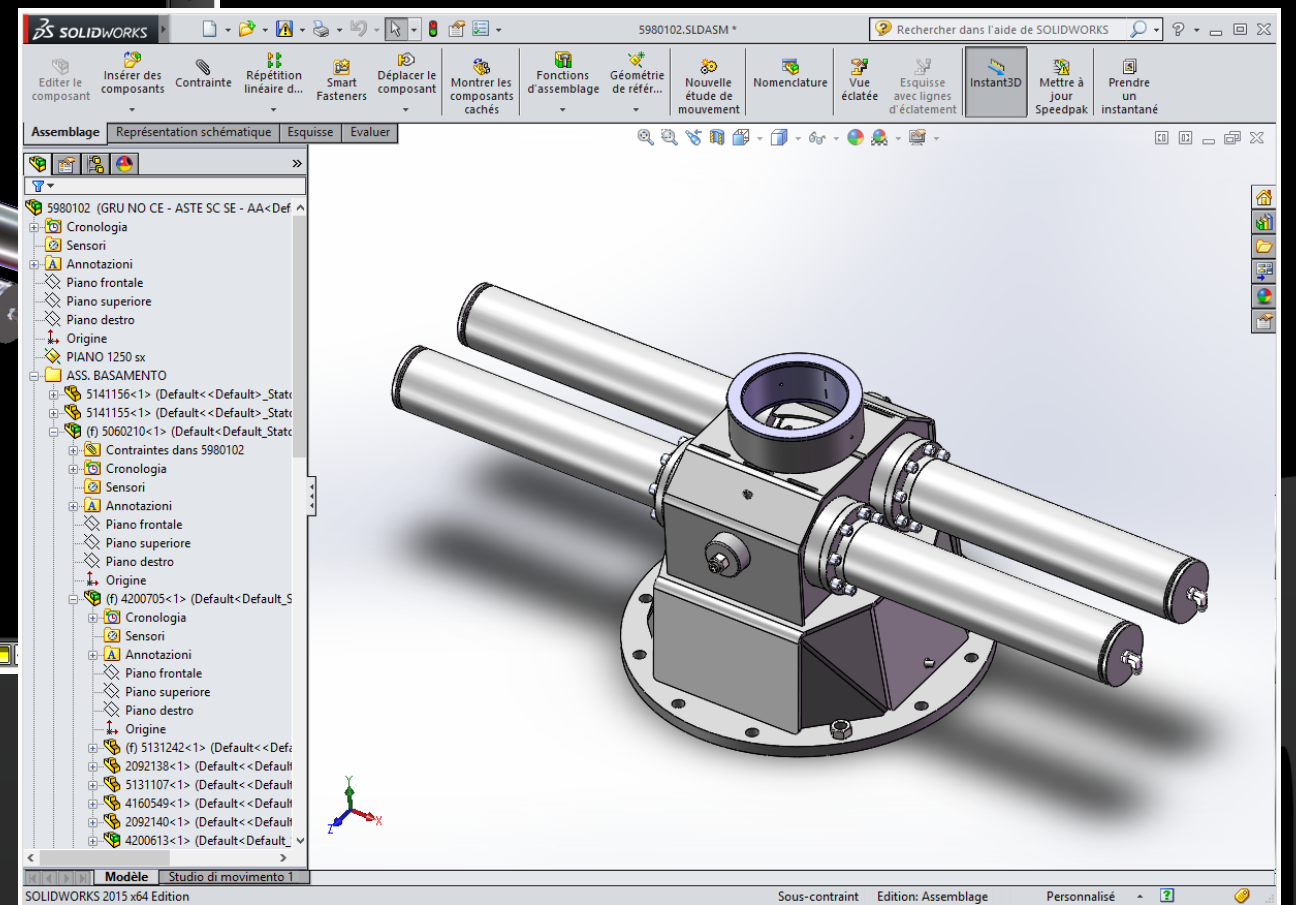 SOLIDWORKS
5980102.SLDASM *
Rechercher dans l'aide de SOLIDWORKS
Editer le composant
Insérer des composants
Contrainte
Répétition linéaire d...
Smart Fasteners
Déplacer le composant
Montrer les composants cachés
Fonctions d'assemblage
Géométrie de référ...
Nouvelle étude de mouvement
Nomenclature
Vue éclatée
Esquisse avec lignes d'éclatement
Instant3D
Mettre à jour Speedpak
Prendre un instantané
Assemblage
Représentation schématique
Esquisse
Evaluer
5980102 (GRU NO CE - ASTE SC SE - AA<Def
Cronologia
Sensori
Annotazioni
Piano frontale
Piano superiore
Piano destro
Origine
PIANO 1250 sx
ASS. BASAMENTO
5141156<1> (Default<<Default>_Stato
5141155<1> (Default<<Default>_Stato
(f) 5060210<1> (Default<Default_Stato
Contraintes dans 5980102
Cronologia
Sensori
Annotazioni
Piano frontale
Piano superiore
Piano destro
Origine
(f) 4200705<1> (Default<Default_S
Cronologia
Sensori
Annotazioni
Piano frontale
Piano superiore
Piano destro
Origine
(f) 5131242<1> (Default<<Defa
2092138<1> (Default<<Default
5131107<1> (Default<<Default
4160549<1> (Default<<Default
2092140<1> (Default<<Default
4200613<1> (Default<Default_
Y
X
Z
Modèle
Studio di movimento 1
SOLIDWORKS 2015 x64 Edition
Sous-contraint
Edition: Assemblage
Personnalisé